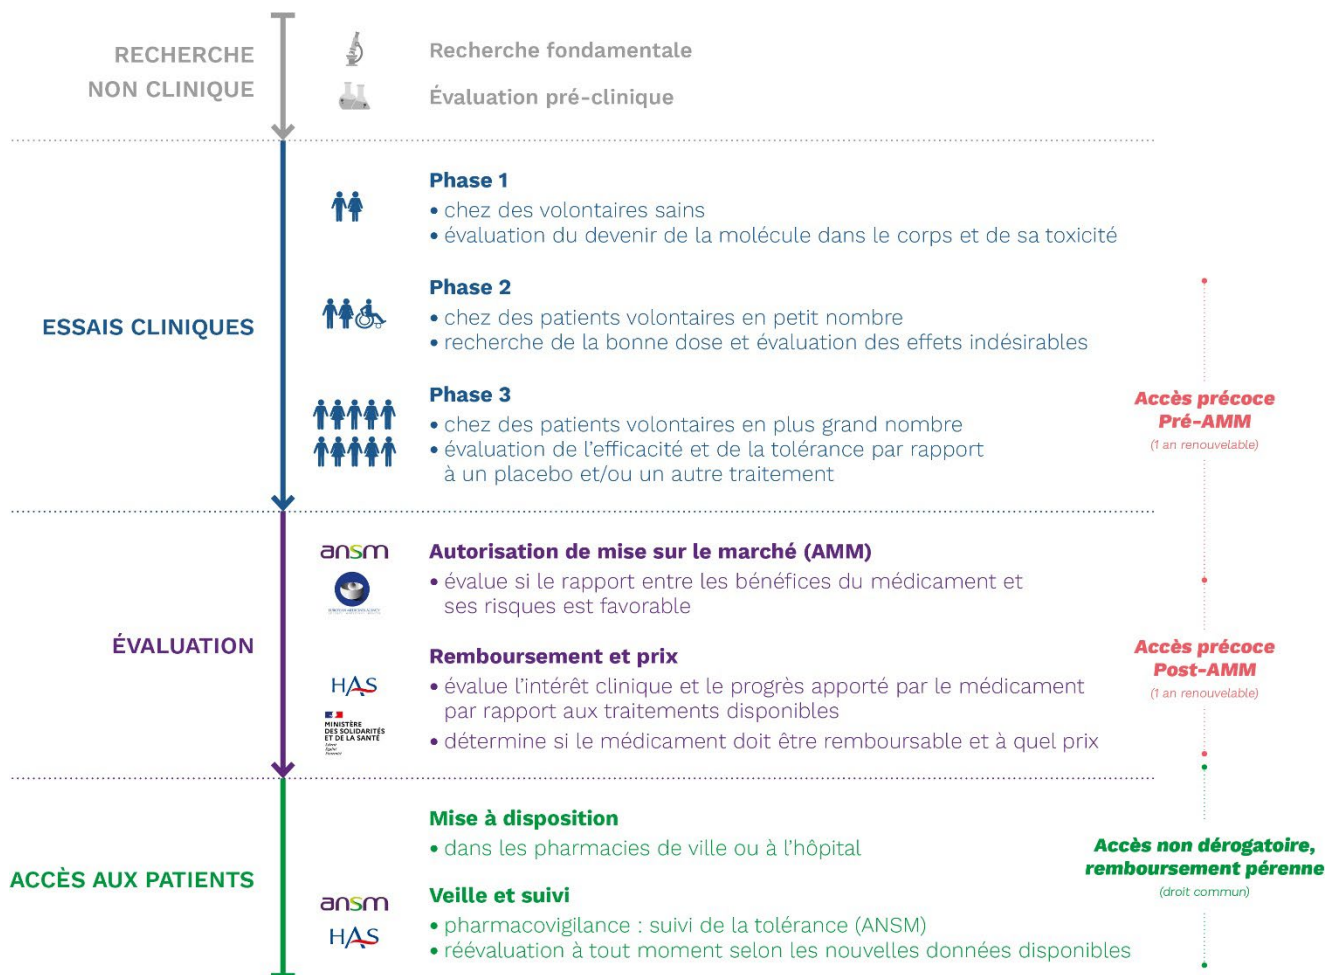 RECHERCHE
NON CLINIQUE
Recherche fondamentale
Évaluation pré-clinique
ESSAIS CLINIQUES
Phase 1
• chez des volontaires sains
• évaluation du devenir de la molécule dans le corps et de sa toxicité
Phase 2
• chez des patients volontaires en petit nombre
• recherche de la bonne dose et évaluation des effets indésirables
Phase 3
• chez des patients volontaires en plus grand nombre
• évaluation de l'efficacité et de la tolérance par rapport
à un placebo et/ou un autre traitement
Accès précoce
Pré-AMM
(1 an renouvelable)
ÉVALUATION
ansm
Autorisation de mise sur le marché (AMM)
• évalue si le rapport entre les bénéfices du médicament et
ses risques est favorable
Remboursement et prix
HAS
MINISTÈRE
DES SOLIDARITÉS
ET DE LA SANTÉ
• évalue l'intérêt clinique et le progrès apporté par le médicament
par rapport aux traitements disponibles
• détermine si le médicament doit être remboursable et à quel prix
Accès précoce
Post-AMM
(1 an renouvelable)
ACCÈS AUX PATIENTS
Mise à disposition
• dans les pharmacies de ville ou à l'hôpital
ansm
HAS
Veille et suivi
• pharmacovigilance : suivi de la tolérance (ANSM)
• réévaluation à tout moment selon les nouvelles données disponibles
Accès non dérogatoire,
remboursement pérenne
(droit commun)